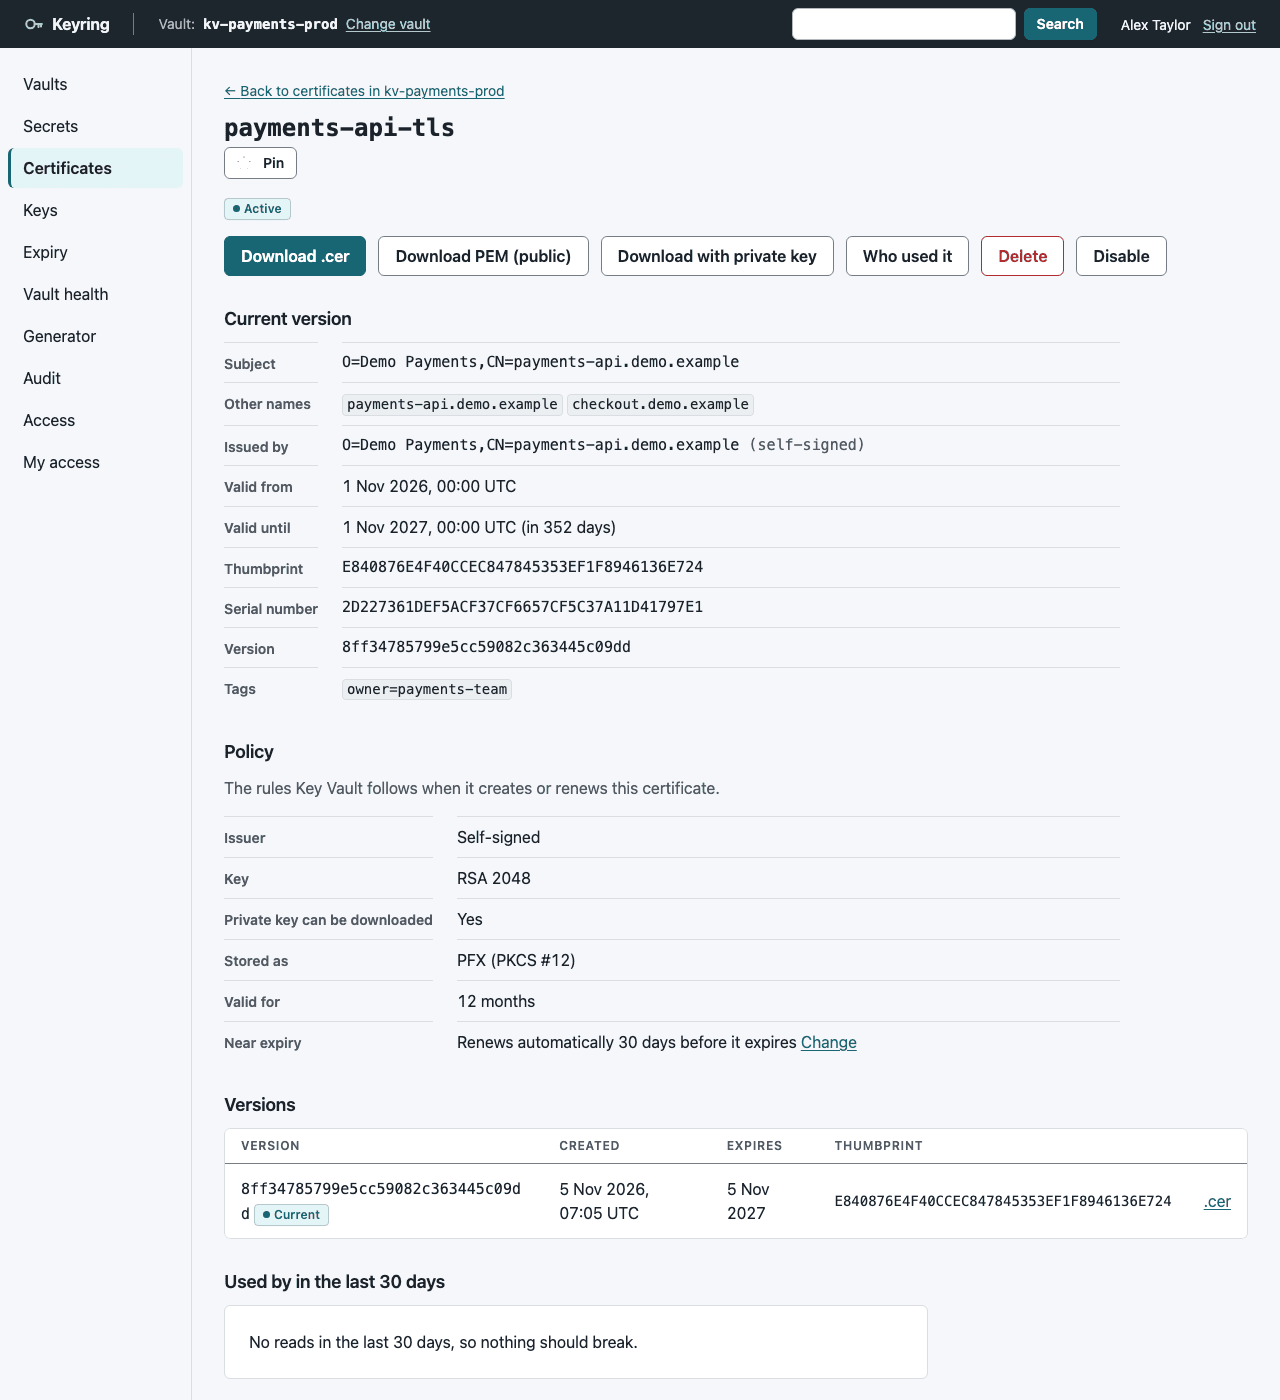 Keyring
Vault: kv-payments-prod Change vault
Search
Alex Taylor Sign out
Vaults
Secrets
Certificates
Keys
Expiry
Vault health
Generator
Audit
Access
My access
← Back to certificates in kv-payments-prod
payments-api-tls
Pin
Active
Download .cer Download PEM (public) Download with private key Who used it Delete Disable
Current version
Subject O=Demo Payments,CN=payments-api.demo.example
Other names payments-api.demo.example checkout.demo.example
Issued by O=Demo Payments,CN=payments-api.demo.example (self-signed)
Valid from 1 Nov 2026, 00:00 UTC
Valid until 1 Nov 2027, 00:00 UTC (in 352 days)
Thumbprint E840876E4F40CCEC847845353EF1F8946136E724
Serial number 2D227361DEF5ACF37CF6657CF5C37A11D41797E1
Version 8ff34785799e5cc59082c363445c09dd
Tags owner=payments-team
Policy
The rules Key Vault follows when it creates or renews this certificate.
Issuer Self-signed
Key RSA 2048
Private key can be downloaded Yes
Stored as PFX (PKCS #12)
Valid for 12 months
Near expiry Renews automatically 30 days before it expires Change
Versions
VERSION CREATED EXPIRES THUMBPRINT
8ff34785799e5cc59082c363445c09d 5 Nov 2026, 5 Nov E840876E4F40CCEC847845353EF1F8946136E724 .cer
d Current 07:05 UTC 2027
Used by in the last 30 days
No reads in the last 30 days, so nothing should break.